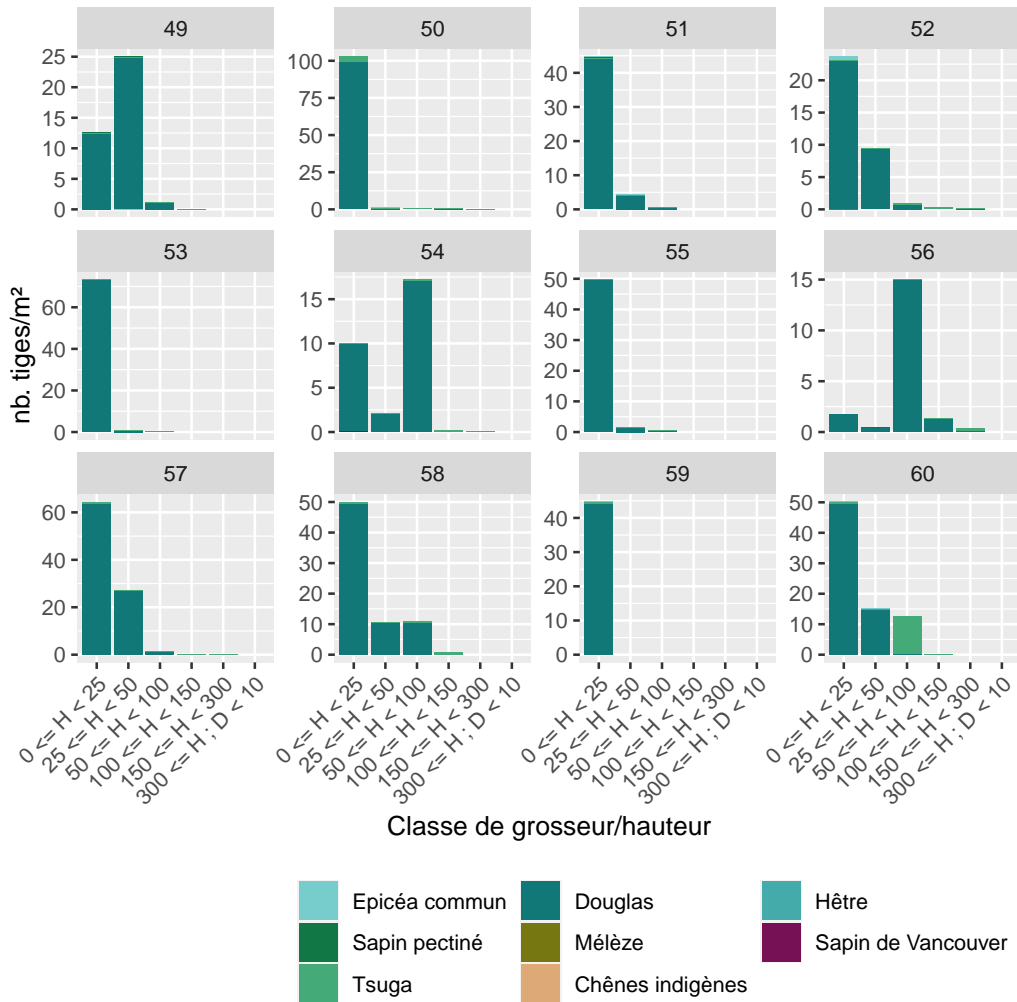 49 50 51 52
25
20
15
10
5
0
100
75
50
25
0
40
30
20
10
0
20
15
10
5
0
53 54 55 56
60
40
20
0
15
10
5
0
50
40
30
20
10
0
15
10
5
0
57 58 59 60
60
40
20
0
50
40
30
20
10
0
40
30
20
10
0
50
40
30
20
10
0
nb. tiges/m²
0 <= H < 25
25 <= H < 50
50 <= H < 100
100 <= H < 150
150 <= H < 300
300 <= H ; D < 10
0 <= H < 25
25 <= H < 50
50 <= H < 100
100 <= H < 150
150 <= H < 300
300 <= H ; D < 10
0 <= H < 25
25 <= H < 50
50 <= H < 100
100 <= H < 150
150 <= H < 300
300 <= H ; D < 10
0 <= H < 25
25 <= H < 50
50 <= H < 100
100 <= H < 150
150 <= H < 300
300 <= H ; D < 10
Classe de grosseur/hauteur
Epicéa commun Douglas Hêtre
Sapin pectiné Mélèze Sapin de Vancouver
Tsuga Chênes indigènes